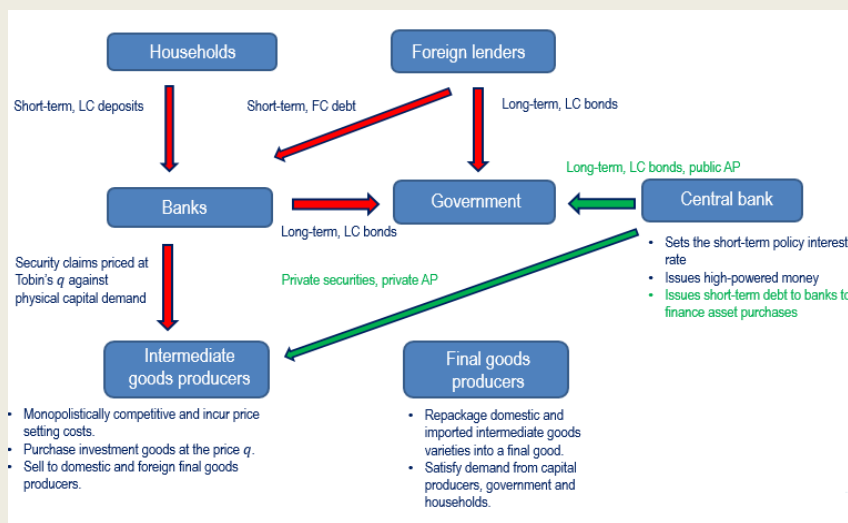 Households
Foreign lenders
Short-term, LC deposits
Short-term, FC debt
Long-term, LC bonds
Long-term, LC bonds, public AP
Banks
Government
Central bank
Long-term, LC bonds
Security claims priced at
Tobin's q against
physical capital demand
Private securities, private AP
• Sets the short-term policy interest
rate
• Issues high-powered money
• Issues short-term debt to banks to
finance asset purchases
Intermediate
goods producers
Final goods
producers
• Monopolistically competitive and incur price
setting costs.
• Purchase investment goods at the price q.
• Sell to domestic and foreign final goods
producers.
• Repackage domestic and
imported intermediate goods
varieties into a final good.
• Satisfy demand from capital
producers, government and
households.